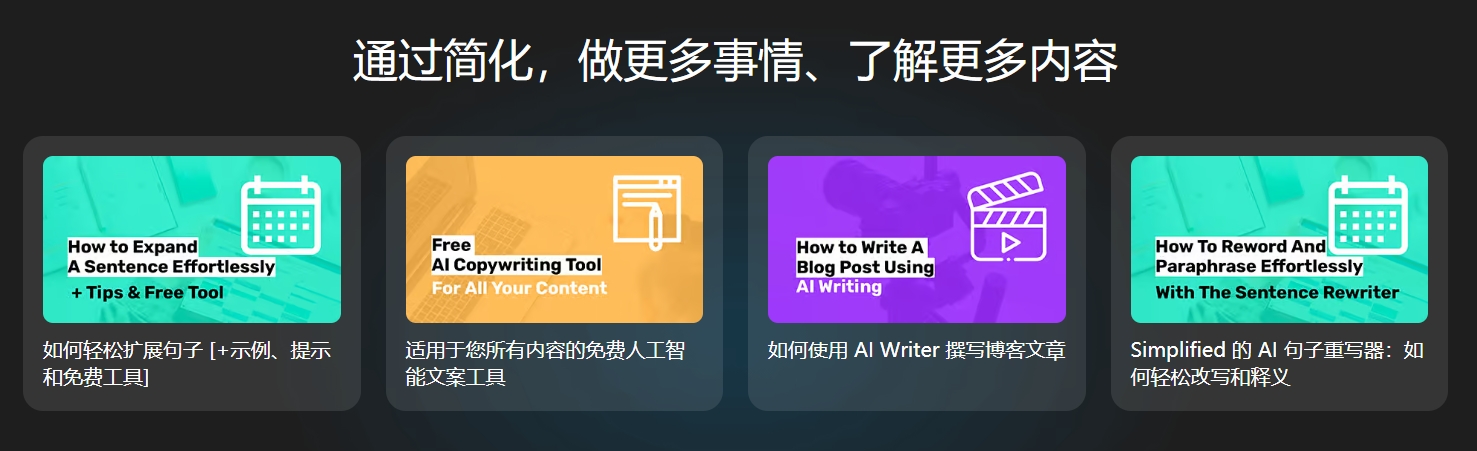 通过简化，做更多事情、了解更多内容
How to Expand
A Sentence Effortlessly
+ Tips & Free Tool
如何轻松扩展句子 [+示例、提示
和免费工具]
Free
AI Copywriting Tool
For All Your Content
适用于您所有内容的免费人工智
能文案工具
How to Write A
Blog Post Using
AI Writing
如何使用 AI Writer 撰写博客文章
How To Reword And
Paraphrase Effortlessly
With The Sentence Rewriter
Simplified 的 AI 句子重写器：如
何轻松改写和释义